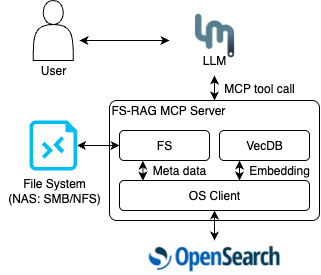 User
LLM
MCP tool call
FS-RAG MCP Server
FS
VecDB
File System
(NAS: SMB/NFS)
Meta data
Embedding
OS Client
OpenSearch